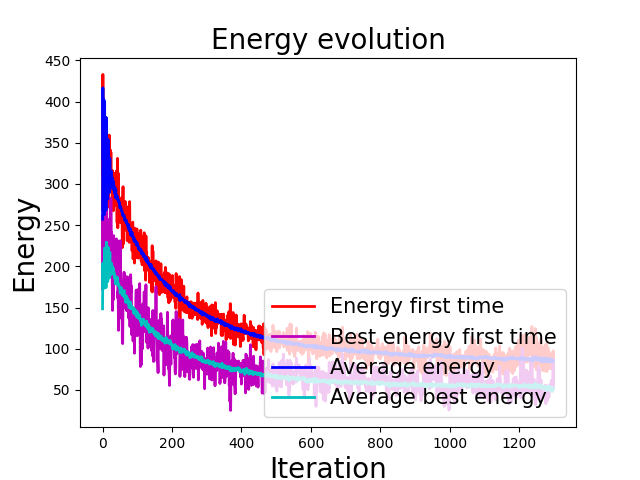 Energy evolution
Energy
450
400
350
300
250
200
150
100
50
Energy first time
Best energy first time
Average energy
Average best energy
0
200
400
600
800
1000
1200
Iteration